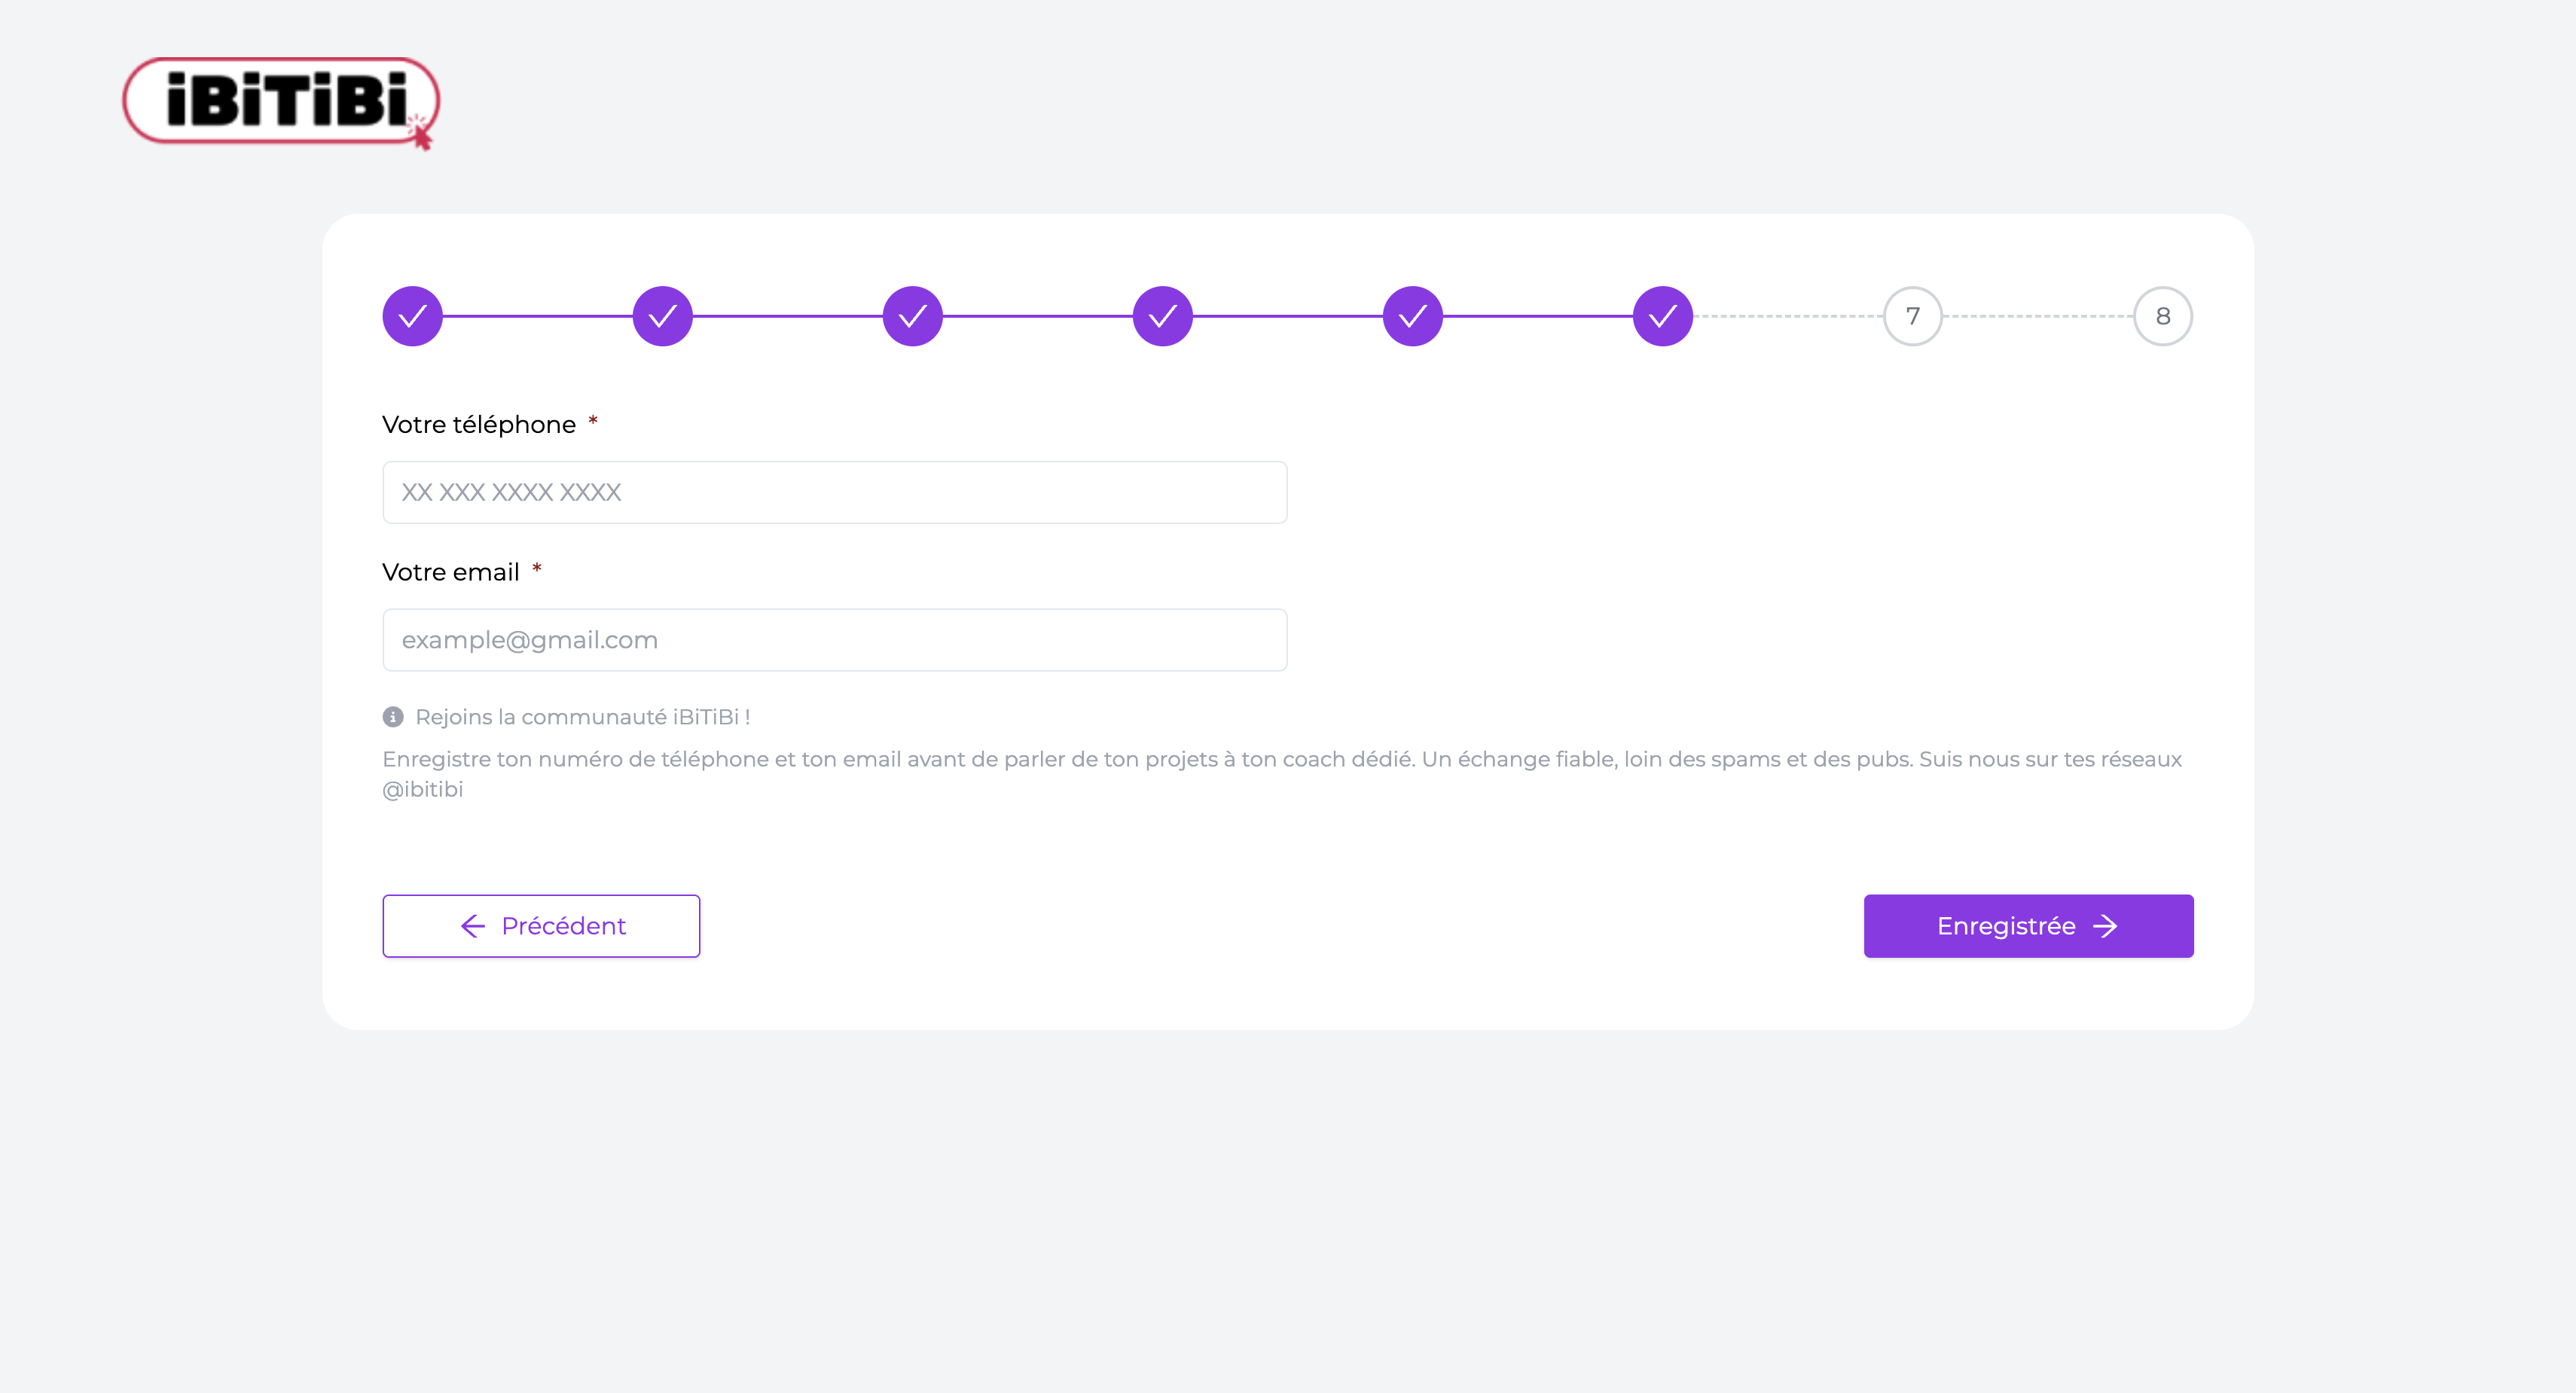 iBiTiBi
7
8
Votre téléphone *
XX XXX XXXX XXXX
Votre email *
example@gmail.com
Rejoins la communauté iBiTiBi !
Enregistre ton numéro de téléphone et ton email avant de parler de ton projets à ton coach dédié. Un échange fiable, loin des spams et des pubs. Suis nous sur tes réseaux
@ibitibi
Précédent
Enregistrée